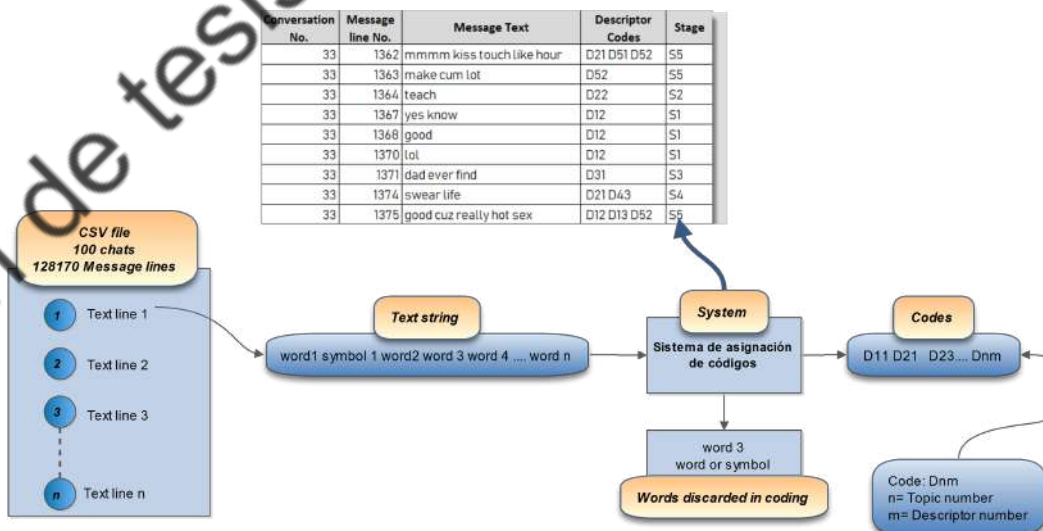 de tesis
Conversation No. Message line No. Message Text Descriptor Codes Stage
33 1362 mmmm kiss touch like hour D21 D51 D52 S5
33 1363 make cum lot D52 S5
33 1364 teach D22 S2
33 1367 yes know D12 S1
33 1368 good D12 S1
33 1370 lol D12 S1
33 1371 dad ever find D31 S3
33 1374 swear life D21 D43 S4
33 1375 good cuz really hot sex D12 D13 D52 S5
CSV file
100 chats
128170 Message lines
1 Text line 1
2 Text line 2
3 Text line 3
n Text line n
Text string
word1 symbol 1 word2 word 3 word 4 .... word n
System
Sistema de asignación
de códigos
Codes
D11 D21 D23.... Dnm
word 3
word or symbol
Words discarded in coding
Code: Dnm
n= Topic number
m= Descriptor number